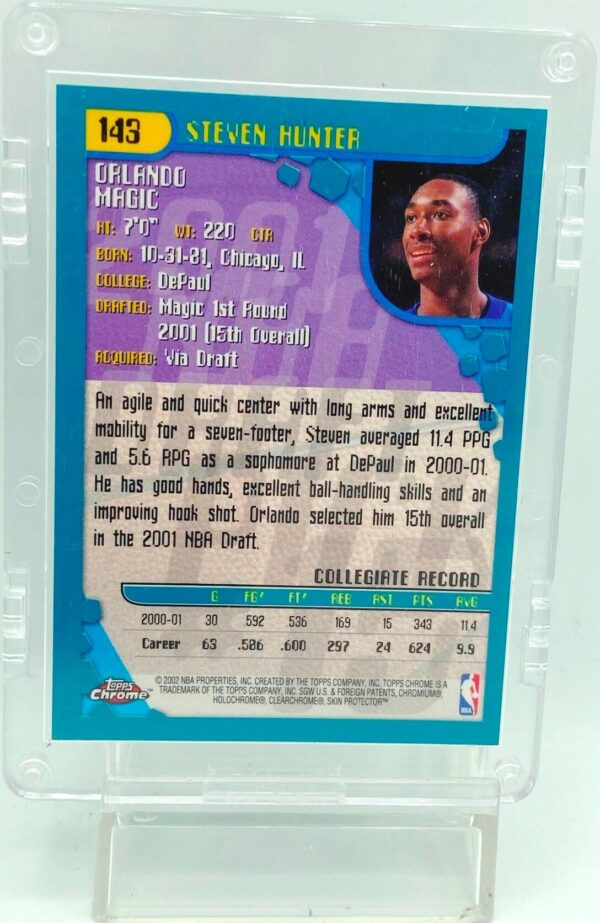 143 STEVEN HUNTER
ORLANDO
MAGIC
HT: 7'0" WT: 220 CTR
BORN: 10-31-81, Chicago, IL
COLLEGE: DePaul
DRAFTED: Magic 1st Round
2001 (15th Overall)
ACQUIRED: Via Draft
An agile and quick center with long arms and excellent
mobility for a seven-footer, Steven averaged 11.4 PPG
and 5.6 RPG as a sophomore at DePaul in 2000-01.
He has good hands, excellent ball-handling skills and an
improving hook shot. Orlando selected him 15th overall
in the 2001 NBA Draft.
COLLEGIATE RECORD
G FG% FT% REB AST PTS AVG
2000-01 30 .592 .536 169 15 343 11.4
Career 63 .586 .600 297 24 624 9.9
Topps
Chrome
© 2002 NBA PROPERTIES, INC. CREATED BY THE TOPPS COMPANY, INC. TOPPS CHROME IS A
TRADEMARK OF THE TOPPS COMPANY, INC. SGW U.S. & FOREIGN PATENTS, CHROMIUM®,
HOLOCHROME®, CLEARCHROME®, SKIN PROTECTOR™
NBA